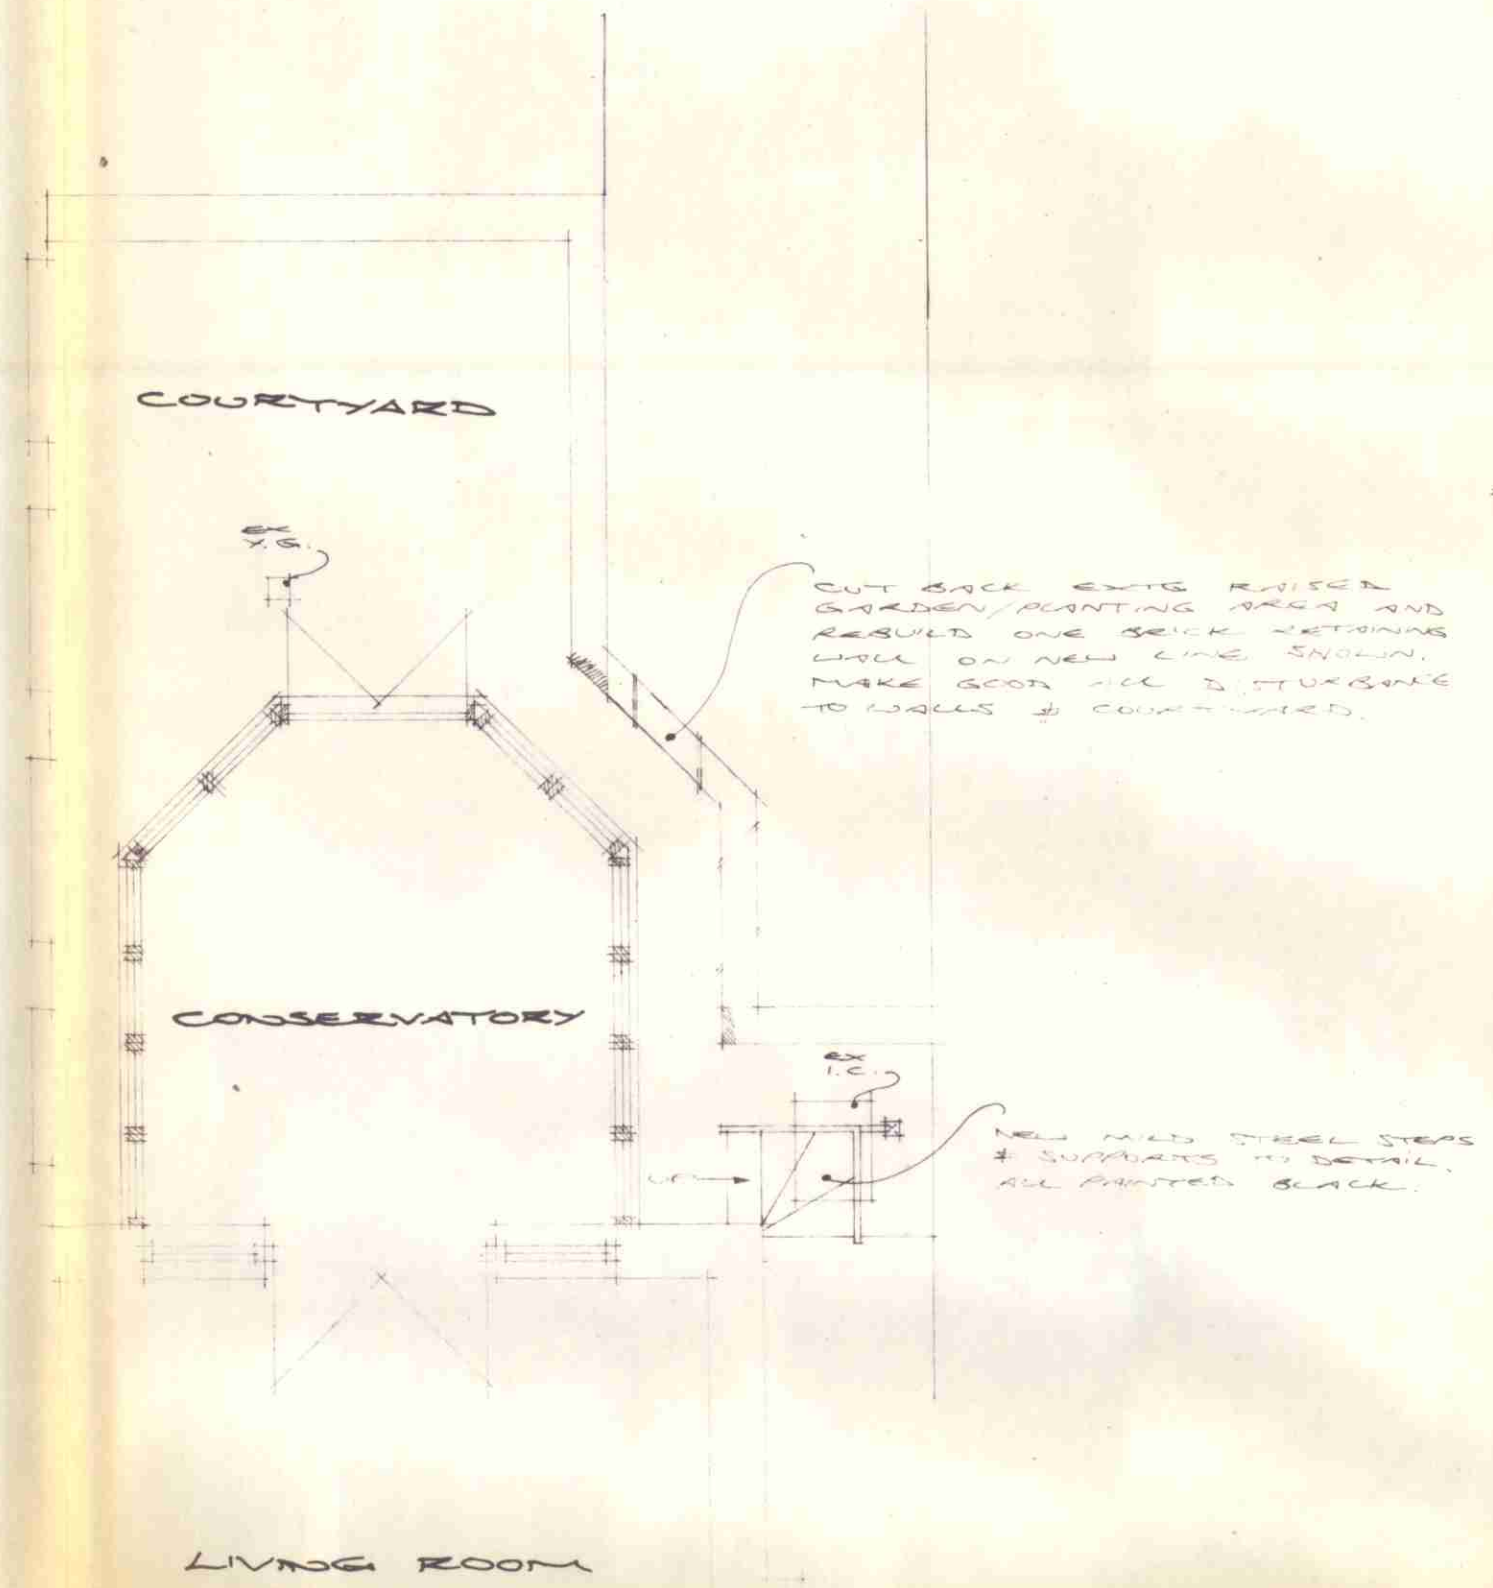 COURTYARD
EX
Y.G.
CUT BACK EXTG RAISED
GARDEN/PLANTING AREA AND
REBUILD ONE BRICK RETAINING
WALL ON NEW LINE SHOWN.
MAKE GOOD ALL DISTURBANCE
TO WALLS & COURTYARD.
CONSERVATORY
EX
I.C.
NEW MILD STEEL STEPS
& SUPPORTS TO DETAIL.
ALL PAINTED BLACK.
UP
LIVING ROOM